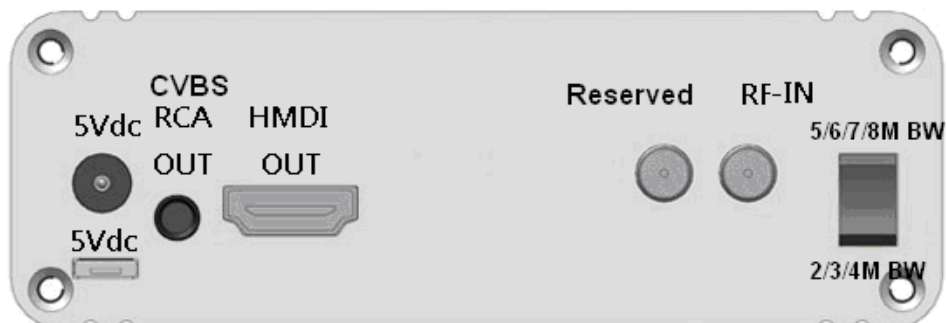 5Vdc
CVBS
RCA
OUT
HMDI
OUT
5Vdc
Reserved
RF-IN
5/6/7/8M BW
2/3/4M BW